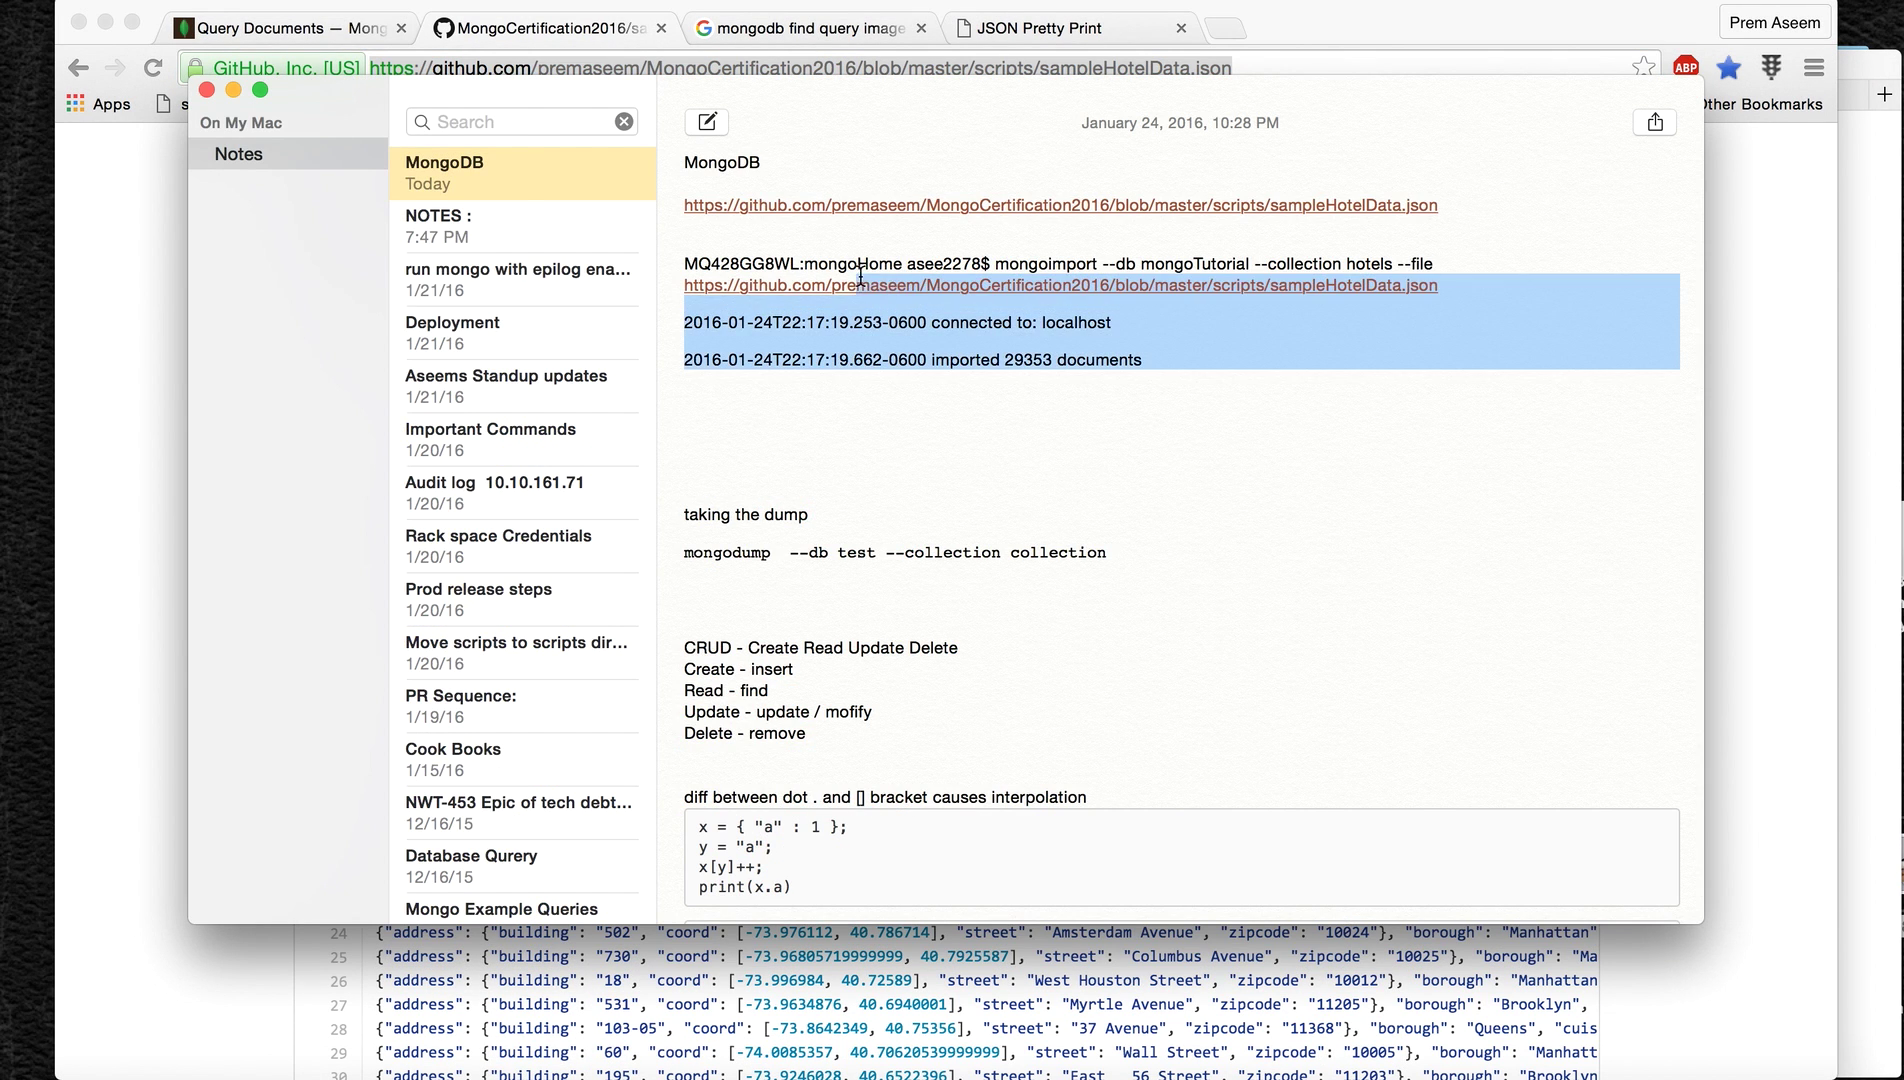 Query Documents — Mong
MongoCertification2016/sa
mongodb find query image
JSON Pretty Print
Prem Aseem
GitHub, Inc. [US] https://github.com/premaseem/MongoCertification2016/blob/master/scripts/sampleHotelData.json
ABP
Apps
s
Other Bookmarks
On My Mac
Notes
Search
January 24, 2016, 10:28 PM
MongoDB
Today
NOTES :
7:47 PM
run mongo with epilog ena...
1/21/16
Deployment
1/21/16
Aseems Standup updates
1/21/16
Important Commands
1/20/16
Audit log 10.10.161.71
1/20/16
Rack space Credentials
1/20/16
Prod release steps
1/20/16
Move scripts to scripts dir...
1/20/16
PR Sequence:
1/19/16
Cook Books
1/15/16
NWT-453 Epic of tech debt...
12/16/15
Database Qurery
12/16/15
Mongo Example Queries
MongoDB
https://github.com/premaseem/MongoCertification2016/blob/master/scripts/sampleHotelData.json
MQ428GG8WL:mongoHome asee2278$ mongoimport --db mongoTutorial --collection hotels --file
https://github.com/premaseem/MongoCertification2016/blob/master/scripts/sampleHotelData.json
2016-01-24T22:17:19.253-0600 connected to: localhost
2016-01-24T22:17:19.662-0600 imported 29353 documents
taking the dump
mongodump --db test --collection collection
CRUD - Create Read Update Delete
Create - insert
Read - find
Update - update / mofify
Delete - remove
diff between dot . and [] bracket causes interpolation
x = { "a" : 1 };
y = "a";
x[y]++;
print(x.a)
24 {"address": {"building": "502", "coord": [-73.976112, 40.786714], "street": "Amsterdam Avenue", "zipcode": "10024"}, "borough": "Manhattan"
25 {"address": {"building": "730", "coord": [-73.96805719999999, 40.7925587], "street": "Columbus Avenue", "zipcode": "10025"}, "borough": "Ma
26 {"address": {"building": "18", "coord": [-73.996984, 40.72589], "street": "West Houston Street", "zipcode": "10012"}, "borough": "Manhattan
27 {"address": {"building": "531", "coord": [-73.9634876, 40.6940001], "street": "Myrtle Avenue", "zipcode": "11205"}, "borough": "Brooklyn",
28 {"address": {"building": "103-05", "coord": [-73.8642349, 40.75356], "street": "37 Avenue", "zipcode": "11368"}, "borough": "Queens", "cuis
29 {"address": {"building": "60", "coord": [-74.0085357, 40.70620539999999], "street": "Wall Street", "zipcode": "10005"}, "borough": "Manhatt
30 {"address": {"building": "195", "coord": [-73.9246028, 40.6522396], "street": "East 56 Street", "zipcode": "11203"}, "borough": "Brooklyn